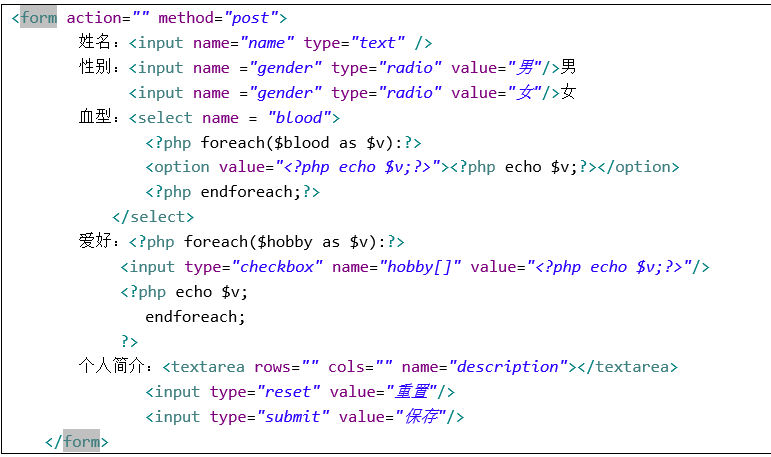 <form action="" method="post">
姓名：<input name="name" type="text" />
性别：<input name ="gender" type="radio" value="男"/>男
<input name ="gender" type="radio" value="女"/>女
血型：<select name = "blood">
<?php foreach($blood as $v):?>
<option value="<?php echo $v;?>"><?php echo $v;?></option>
<?php endforeach;?>
</select>
爱好：<?php foreach($hobby as $v):?>
<input type="checkbox" name="hobby[]" value="<?php echo $v;?>"/>
<?php echo $v;
endforeach;
?>
个人简介：<textarea rows="" cols="" name="description"></textarea>
<input type="reset" value="重置"/>
<input type="submit" value="保存"/>
</form>